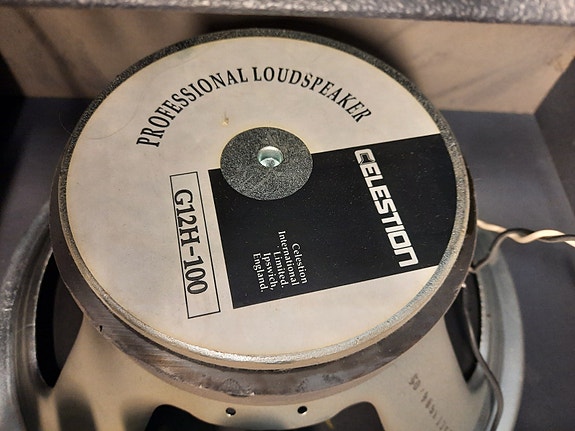 PROFESSIONAL LOUDSPEAKER
CELESTION
G12H-100
Celestion
International
Limited.
Ipswich,
England.